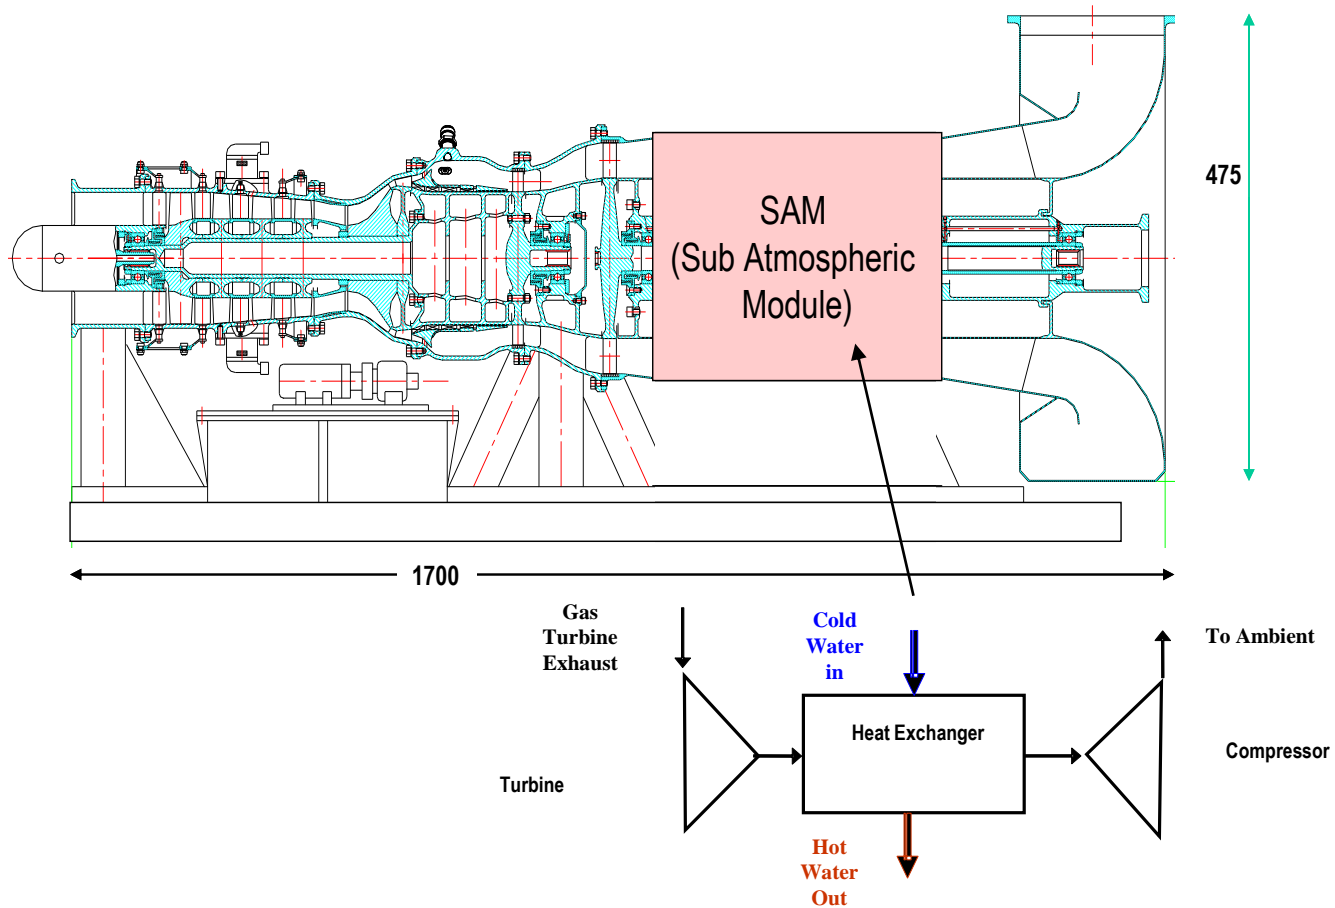 475
SAM
(Sub Atmospheric
Module)
1700
Gas
Turbine
Exhaust
Cold
Water
in
To Ambient
Heat Exchanger
Turbine
Compressor
Hot
Water
Out